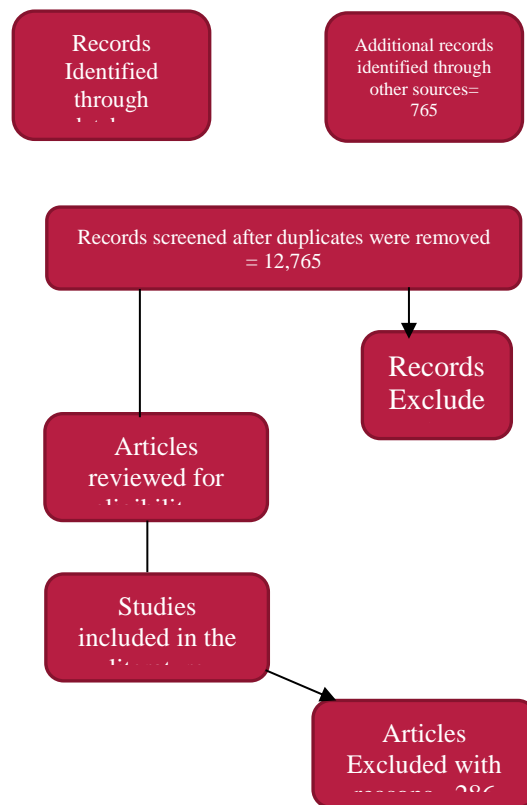 Records
Identified
through
Additional records
identified through
other sources=
765
Records screened after duplicates were removed
= 12,765
Records
Exclude
Articles
reviewed for
Studies
included in the
Articles
Excluded with